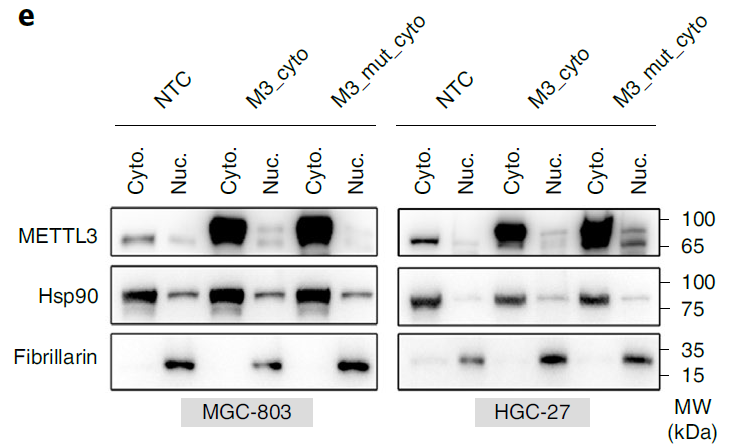 e
NTC M3_cyto M3_mut_cyto NTC M3_cyto M3_mut_cyto
Cyto. Nuc. Cyto. Nuc. Cyto. Nuc. Cyto. Nuc. Cyto. Nuc. Cyto. Nuc.
METTL3 100
65
Hsp90 100
75
Fibrillarin 35
15
MGC-803 HGC-27 MW
(kDa)